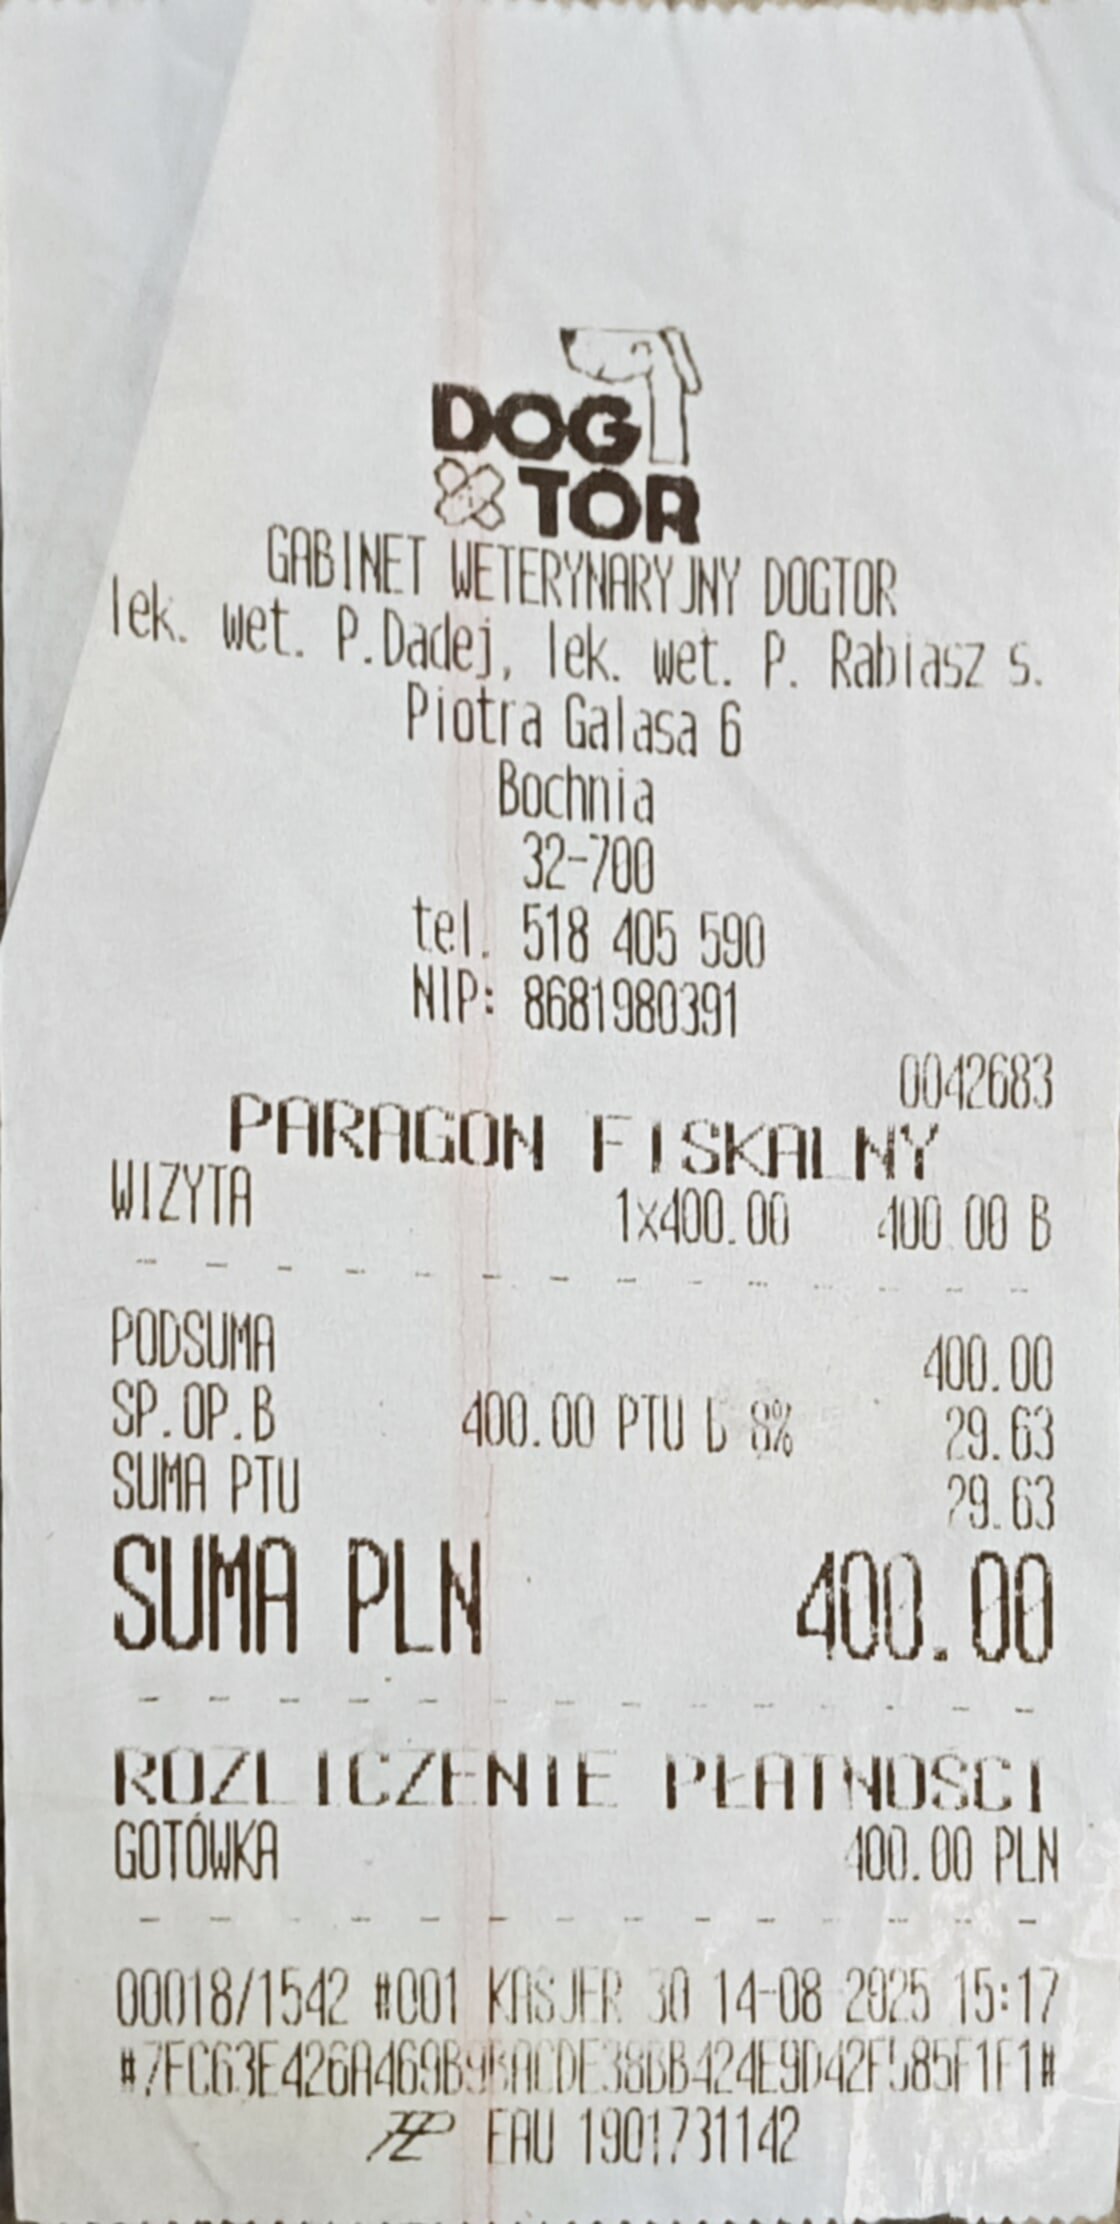 DOG
TOR
GABINET WETERYNARYJNY DOGTOR
lek. wet. P.Dadej, lek. wet. P. Rabiasz s.
Piotra Galasa 6
Bochnia
32-700
tel. 518 405 590
NIP: 8681980391
0042683
PARAGON FISKALNY
WIZYTA 1x400.00 400.00 B
PODSUMA 400.00
SP.OP.B 400.00 PTU B 8% 29.63
SUMA PTU 29.63
SUMA PLN 400.00
ROZLICZENIE PŁATNOŚCI
GOTÓWKA 400.00 PLN
00018/1542 #001 KASJER 30 14-08-2025 15:17
EAU 1901731142